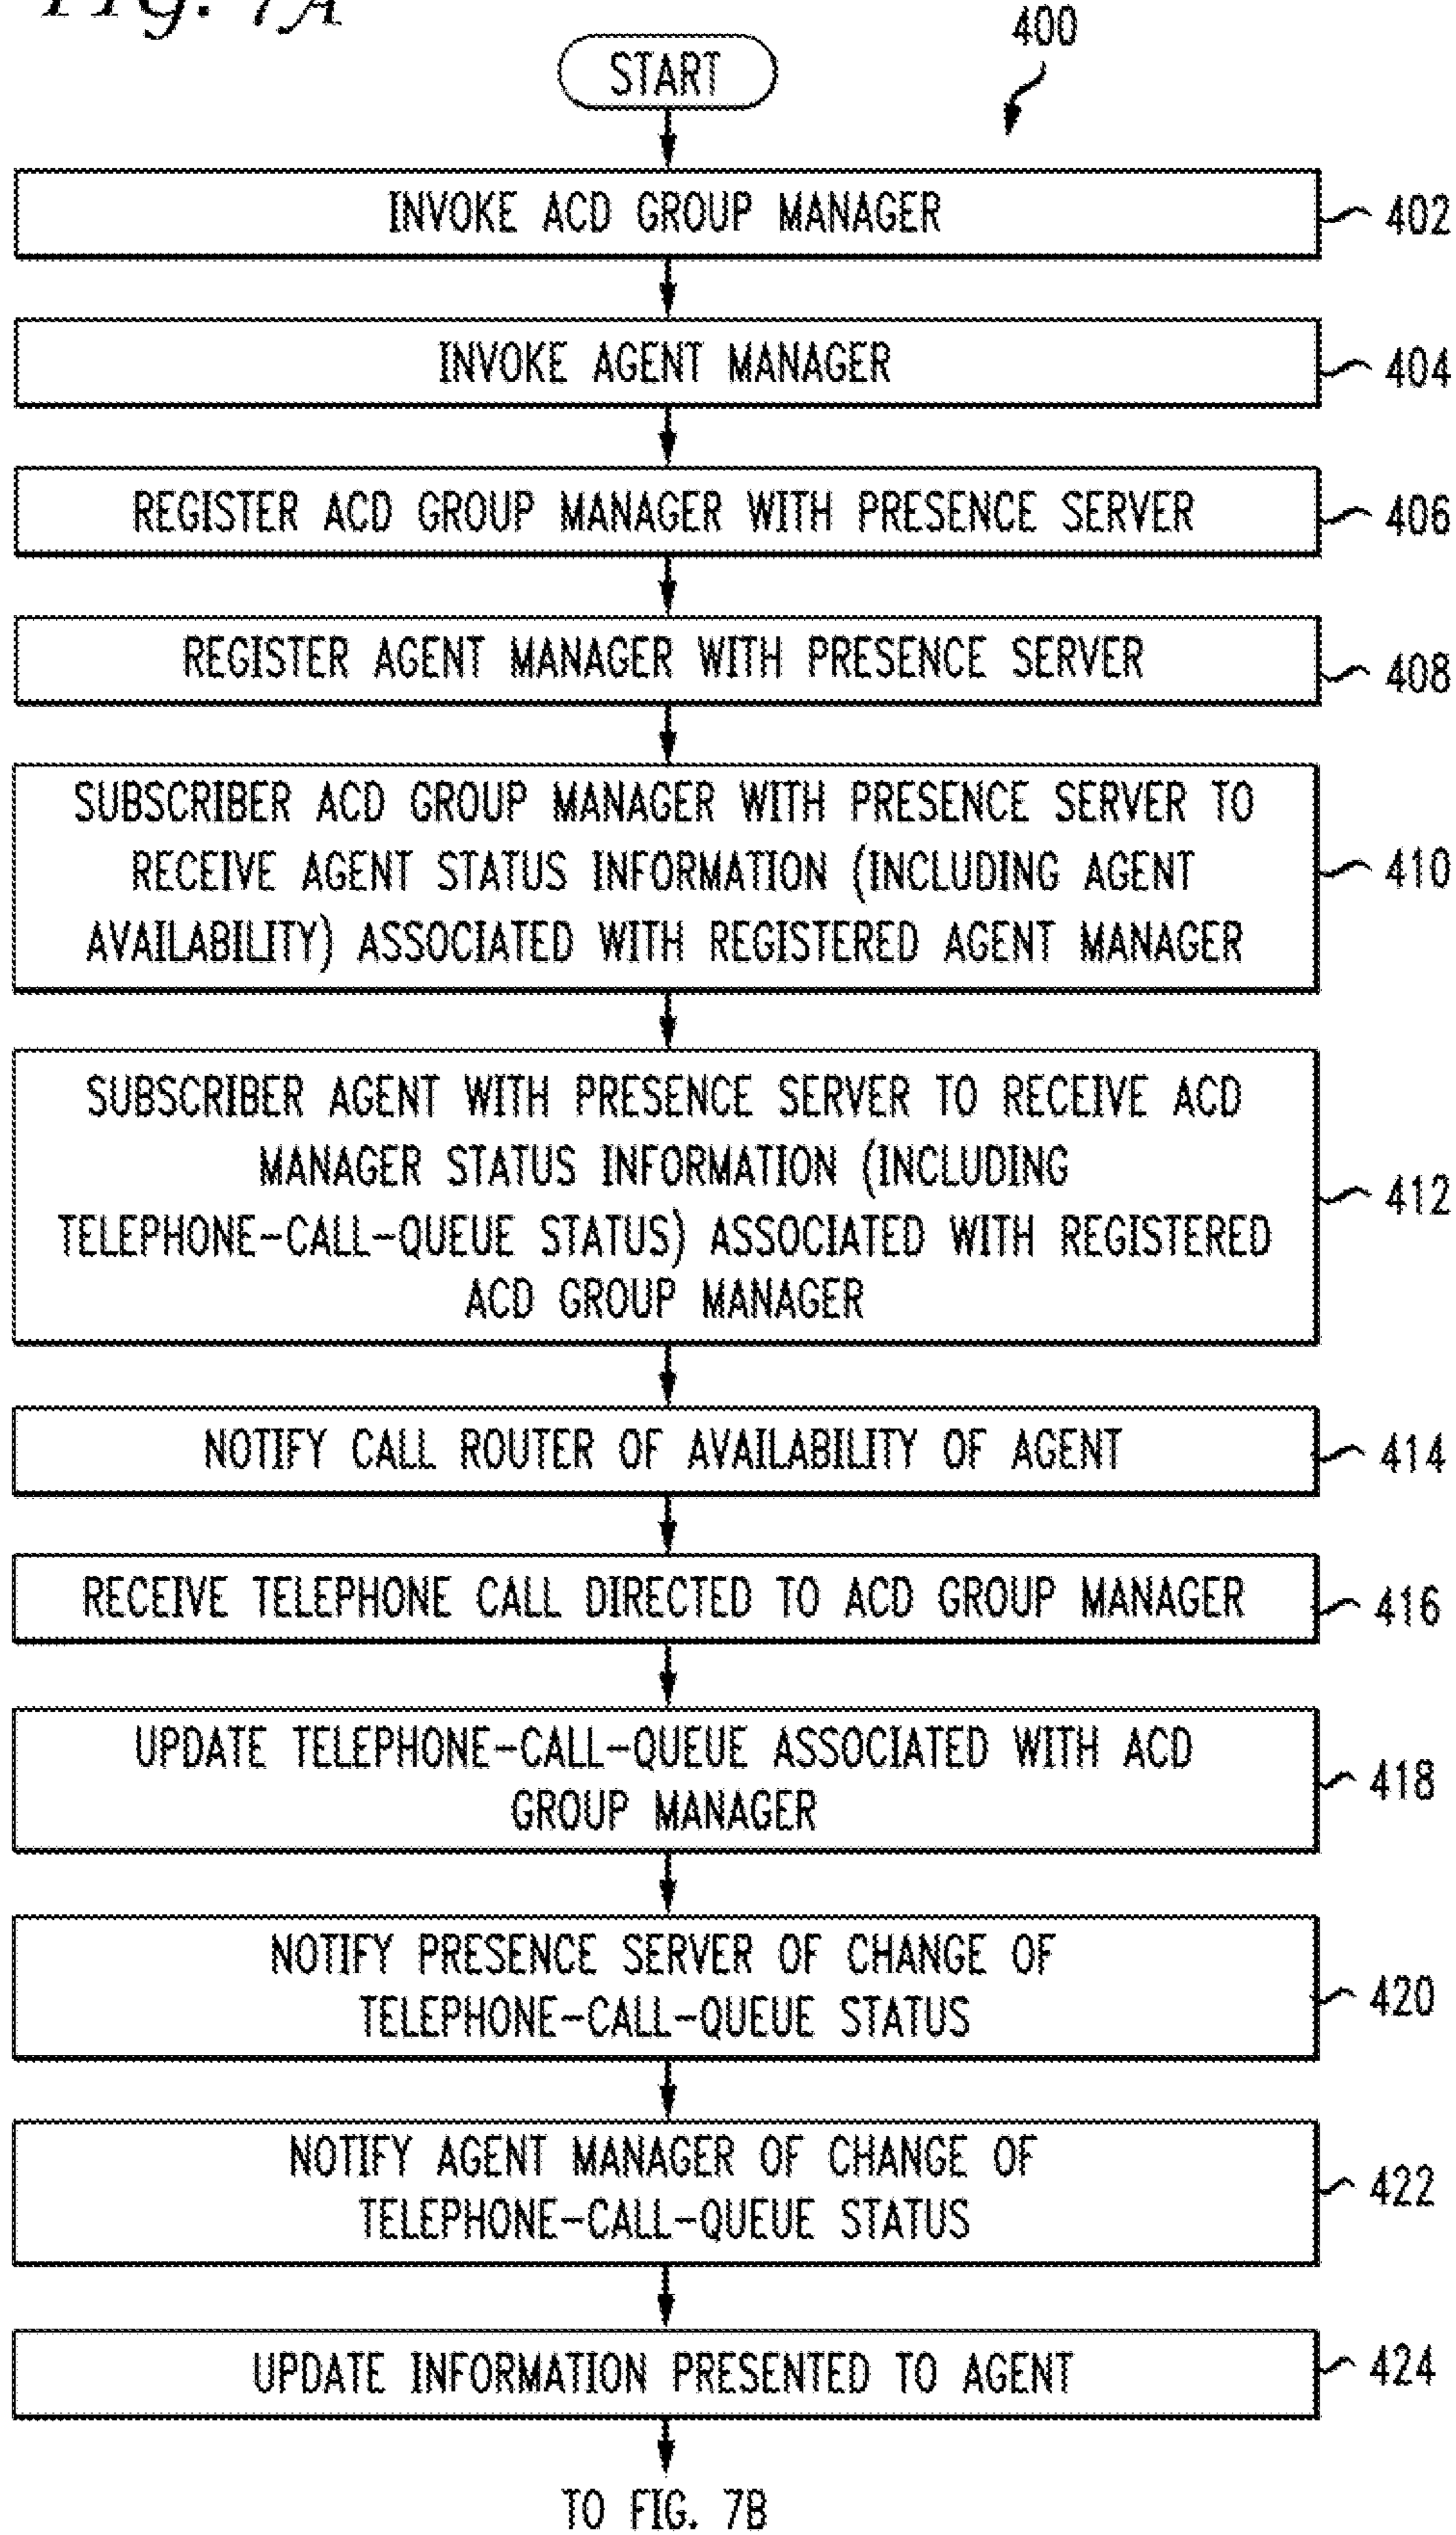 FIG. 7A
400
START
INVOKE ACD GROUP MANAGER
402
INVOKE AGENT MANAGER
404
REGISTER ACD GROUP MANAGER WITH PRESENCE SERVER
406
REGISTER AGENT MANAGER WITH PRESENCE SERVER
408
SUBSCRIBER ACD GROUP MANAGER WITH PRESENCE SERVER TO
RECEIVE AGENT STATUS INFORMATION (INCLUDING AGENT
AVAILABILITY) ASSOCIATED WITH REGISTERED AGENT MANAGER
410
SUBSCRIBER AGENT WITH PRESENCE SERVER TO RECEIVE ACD
MANAGER STATUS INFORMATION (INCLUDING
TELEPHONE-CALL-QUEUE STATUS) ASSOCIATED WITH REGISTERED
ACD GROUP MANAGER
412
NOTIFY CALL ROUTER OF AVAILABILITY OF AGENT
414
RECEIVE TELEPHONE CALL DIRECTED TO ACD GROUP MANAGER
416
UPDATE TELEPHONE-CALL-QUEUE ASSOCIATED WITH ACD
GROUP MANAGER
418
NOTIFY PRESENCE SERVER OF CHANGE OF
TELEPHONE-CALL-QUEUE STATUS
420
NOTIFY AGENT MANAGER OF CHANGE OF
TELEPHONE-CALL-QUEUE STATUS
422
UPDATE INFORMATION PRESENTED TO AGENT
424
TO FIG. 7B